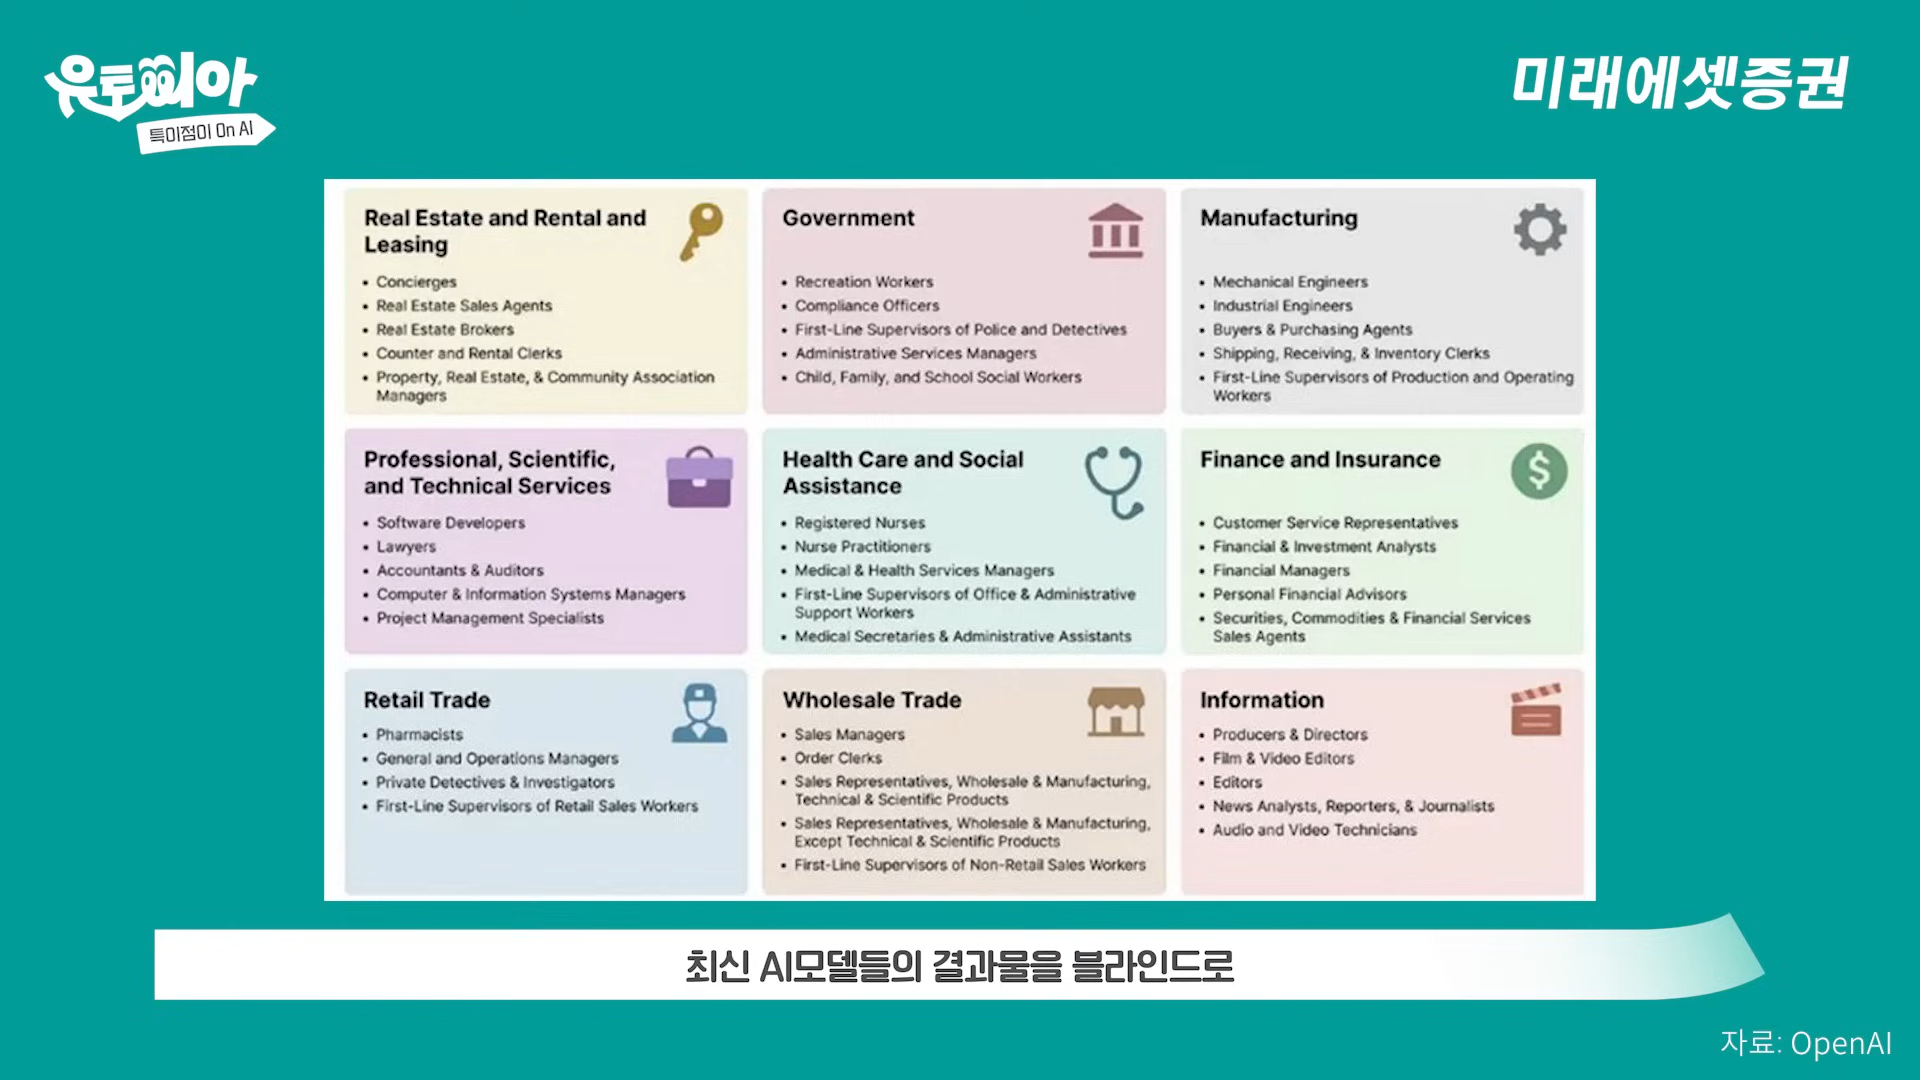 유토피아
특이점이 On AI
미래에셋증권
Real Estate and Rental and
Leasing
• Concierges
• Real Estate Sales Agents
• Real Estate Brokers
• Counter and Rental Clerks
• Property, Real Estate, & Community Association
Managers
Government
• Recreation Workers
• Compliance Officers
• First-Line Supervisors of Police and Detectives
• Administrative Services Managers
• Child, Family, and School Social Workers
Manufacturing
• Mechanical Engineers
• Industrial Engineers
• Buyers & Purchasing Agents
• Shipping, Receiving, & Inventory Clerks
• First-Line Supervisors of Production and Operating
Workers
Professional, Scientific,
and Technical Services
• Software Developers
• Lawyers
• Accountants & Auditors
• Computer & Information Systems Managers
• Project Management Specialists
Health Care and Social
Assistance
• Registered Nurses
• Nurse Practitioners
• Medical & Health Services Managers
• First-Line Supervisors of Office & Administrative
Support Workers
• Medical Secretaries & Administrative Assistants
Finance and Insurance
• Customer Service Representatives
• Financial & Investment Analysts
• Financial Managers
• Personal Financial Advisors
• Securities, Commodities & Financial Services
Sales Agents
Retail Trade
• Pharmacists
• General and Operations Managers
• Private Detectives & Investigators
• First-Line Supervisors of Retail Sales Workers
Wholesale Trade
• Sales Managers
• Order Clerks
• Sales Representatives, Wholesale & Manufacturing,
Technical & Scientific Products
• Sales Representatives, Wholesale & Manufacturing,
Except Technical & Scientific Products
• First-Line Supervisors of Non-Retail Sales Workers
Information
• Producers & Directors
• Film & Video Editors
• Editors
• News Analysts, Reporters, & Journalists
• Audio and Video Technicians
최신 AI모델들의 결과물을 블라인드로
자료: OpenAI